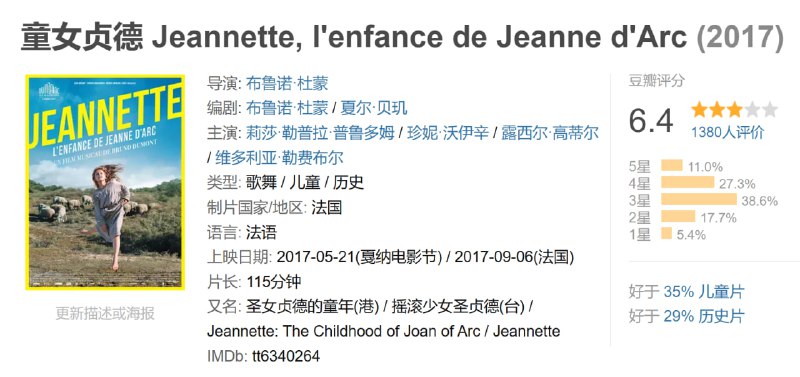 童女贞德 Jeannette, l'enfance de Jeanne d'Arc (2017)
JEANNETTE
L'ENFANCE DE JEANNE D'ARC
UN FILM MUSICAL DE BRUNO DUMONT
更新描述或海报
导演: 布鲁诺·杜蒙
编剧: 布鲁诺·杜蒙 / 夏尔·贝玑
主演: 莉莎·勒普拉·普鲁多姆 / 珍妮·沃伊辛 / 露西尔·高蒂尔
/ 维多利亚·勒费布尔
类型: 歌舞 / 儿童 / 历史
制片国家/地区: 法国
语言: 法语
上映日期: 2017-05-21(戛纳电影节) / 2017-09-06(法国)
片长: 115分钟
又名: 圣女贞德的童年(港) / 摇滚少女圣贞德(台) /
Jeannette: The Childhood of Joan of Arc / Jeannette
IMDb: tt6340264
豆瓣评分
6.4
1380人评价
5星 11.0%
4星 27.3%
3星 38.6%
2星 17.7%
1星 5.4%
好于 35% 儿童片
好于 29% 历史片